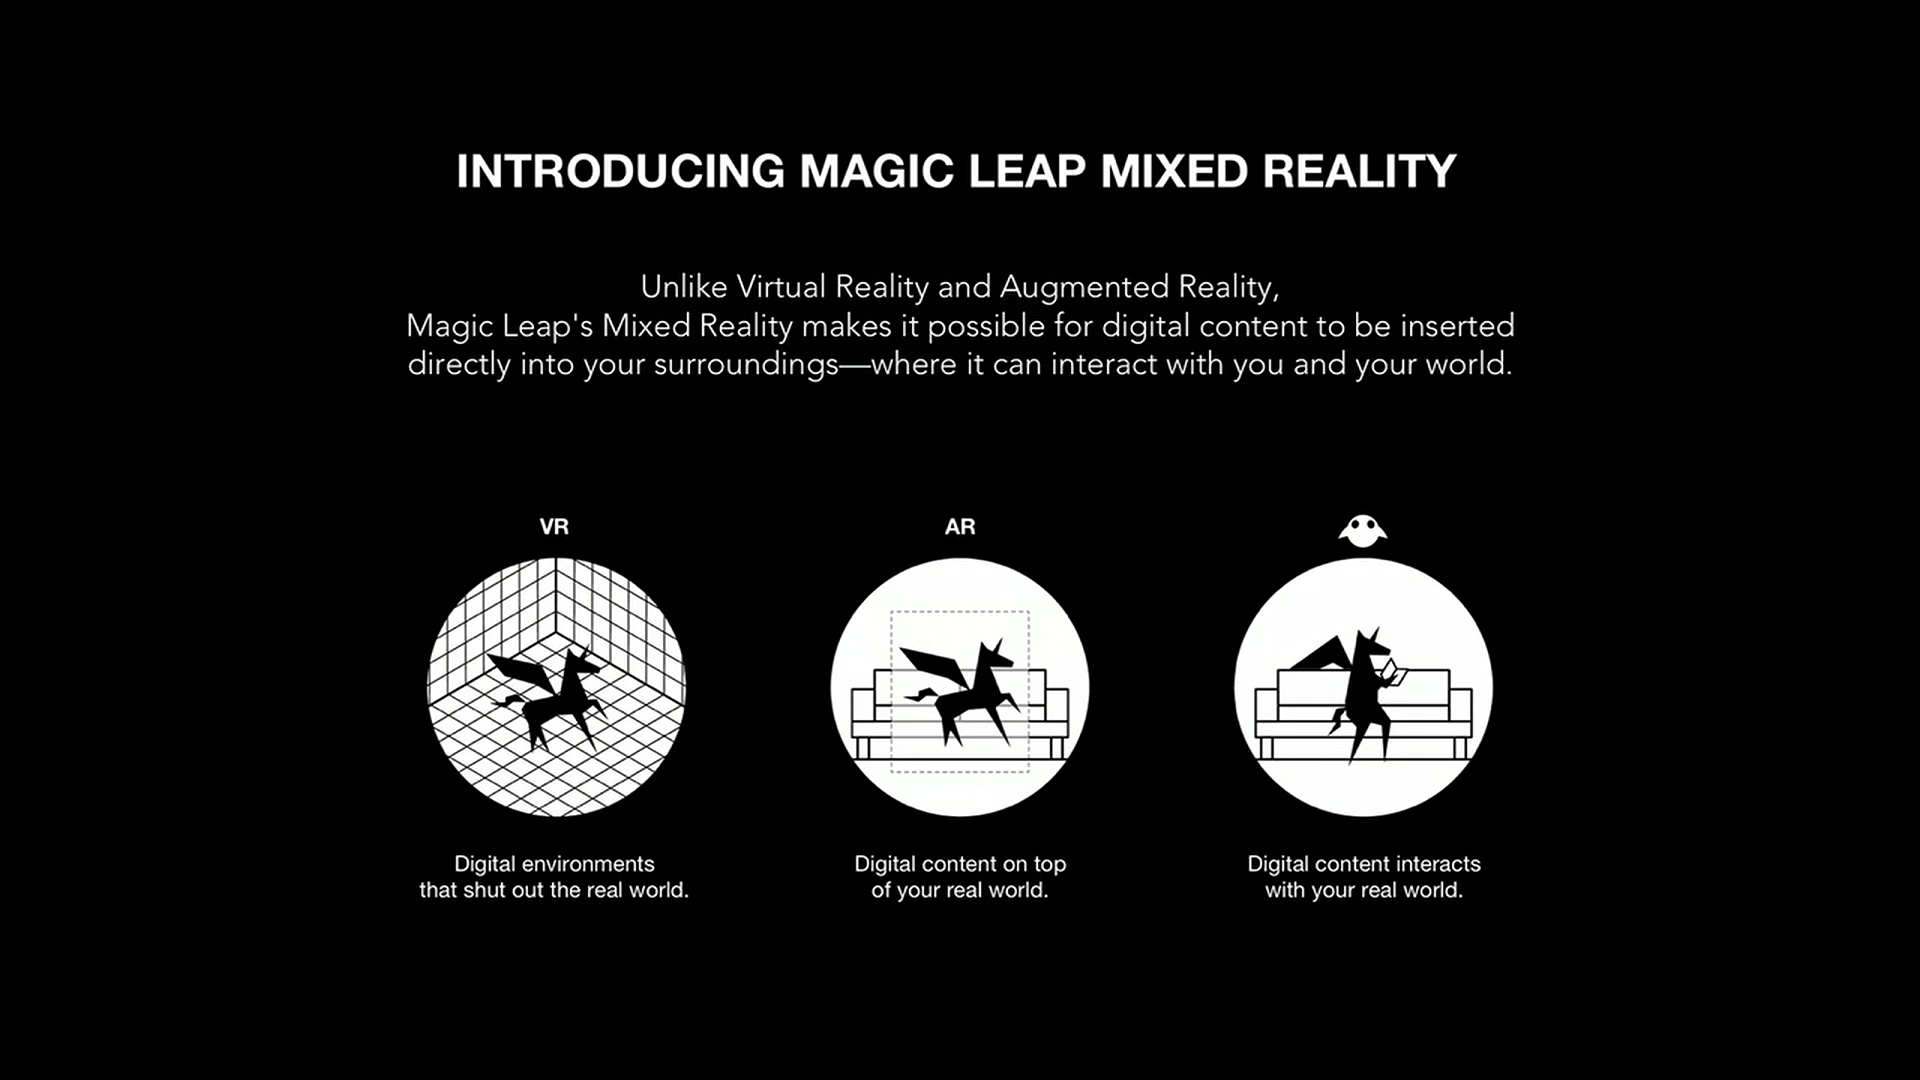 INTRODUCING MAGIC LEAP MIXED REALITY
Unlike Virtual Reality and Augmented Reality,
Magic Leap's Mixed Reality makes it possible for digital content to be inserted
directly into your surroundings—where it can interact with you and your world.
VR
AR
Digital environments
that shut out the real world.
Digital content on top
of your real world.
Digital content interacts
with your real world.